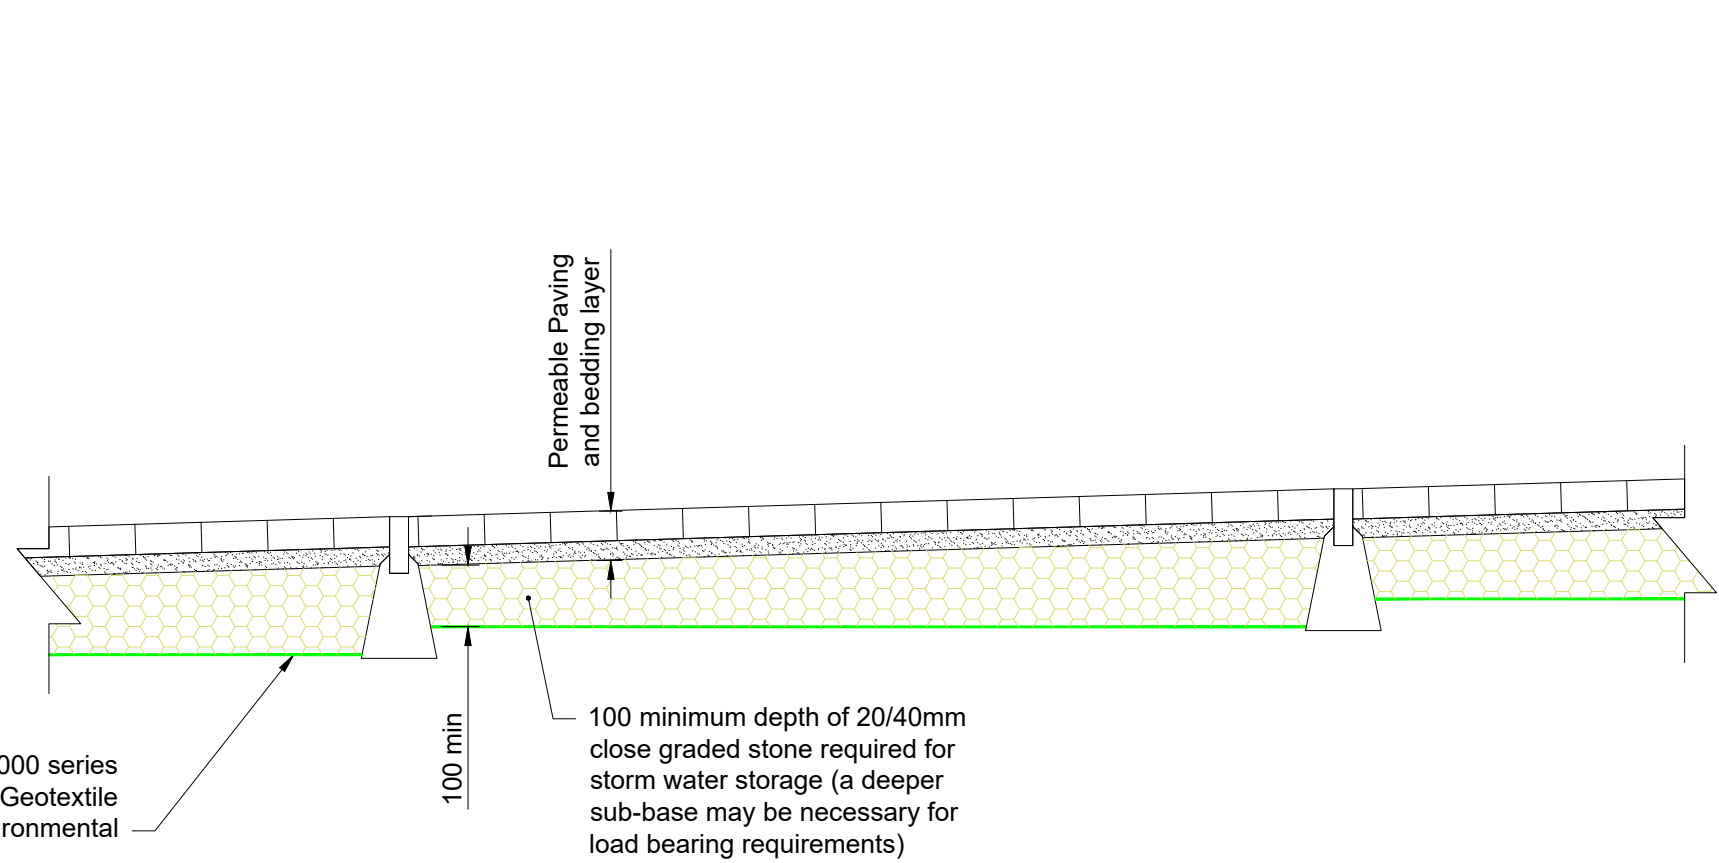 Permeable Paving
and bedding layer
100 min
100 minimum depth of 20/40mm
close graded stone required for
storm water storage (a deeper
sub-base may be necessary for
load bearing requirements)
000 series
Geotextile
ronmental